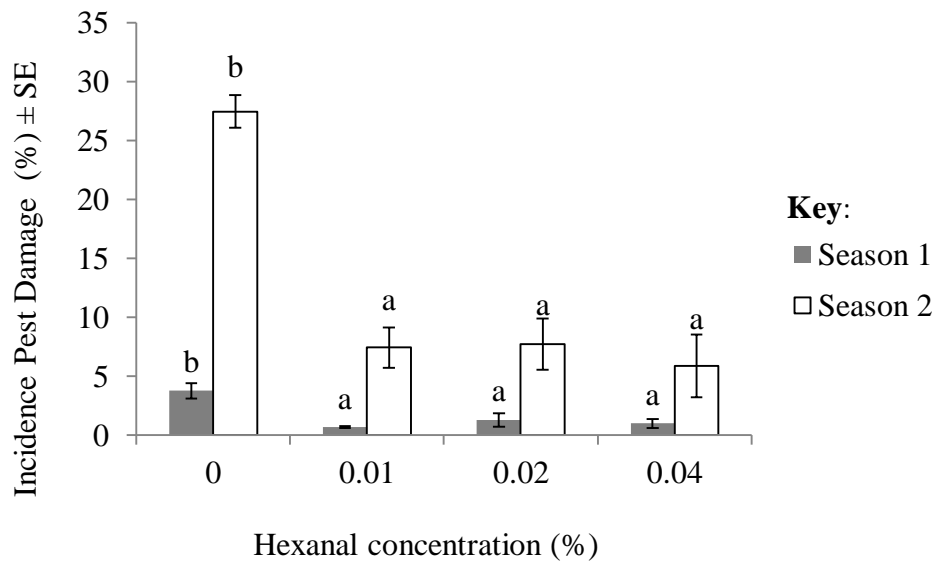 Incidence Pest Damage (%) ± SE
35
30
25
20
15
10
5
0
b
b
a
a
a
a
a
a
0
0.01
0.02
0.04
Hexanal concentration (%)
Key:
Season 1
Season 2